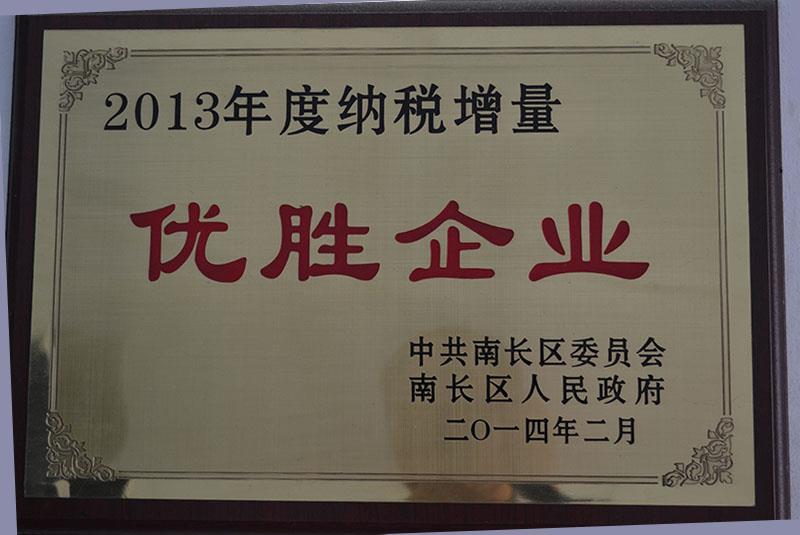 2013年度纳税增量
优胜企业
中共南长区委员会
南长区人民政府
二O一四年二月